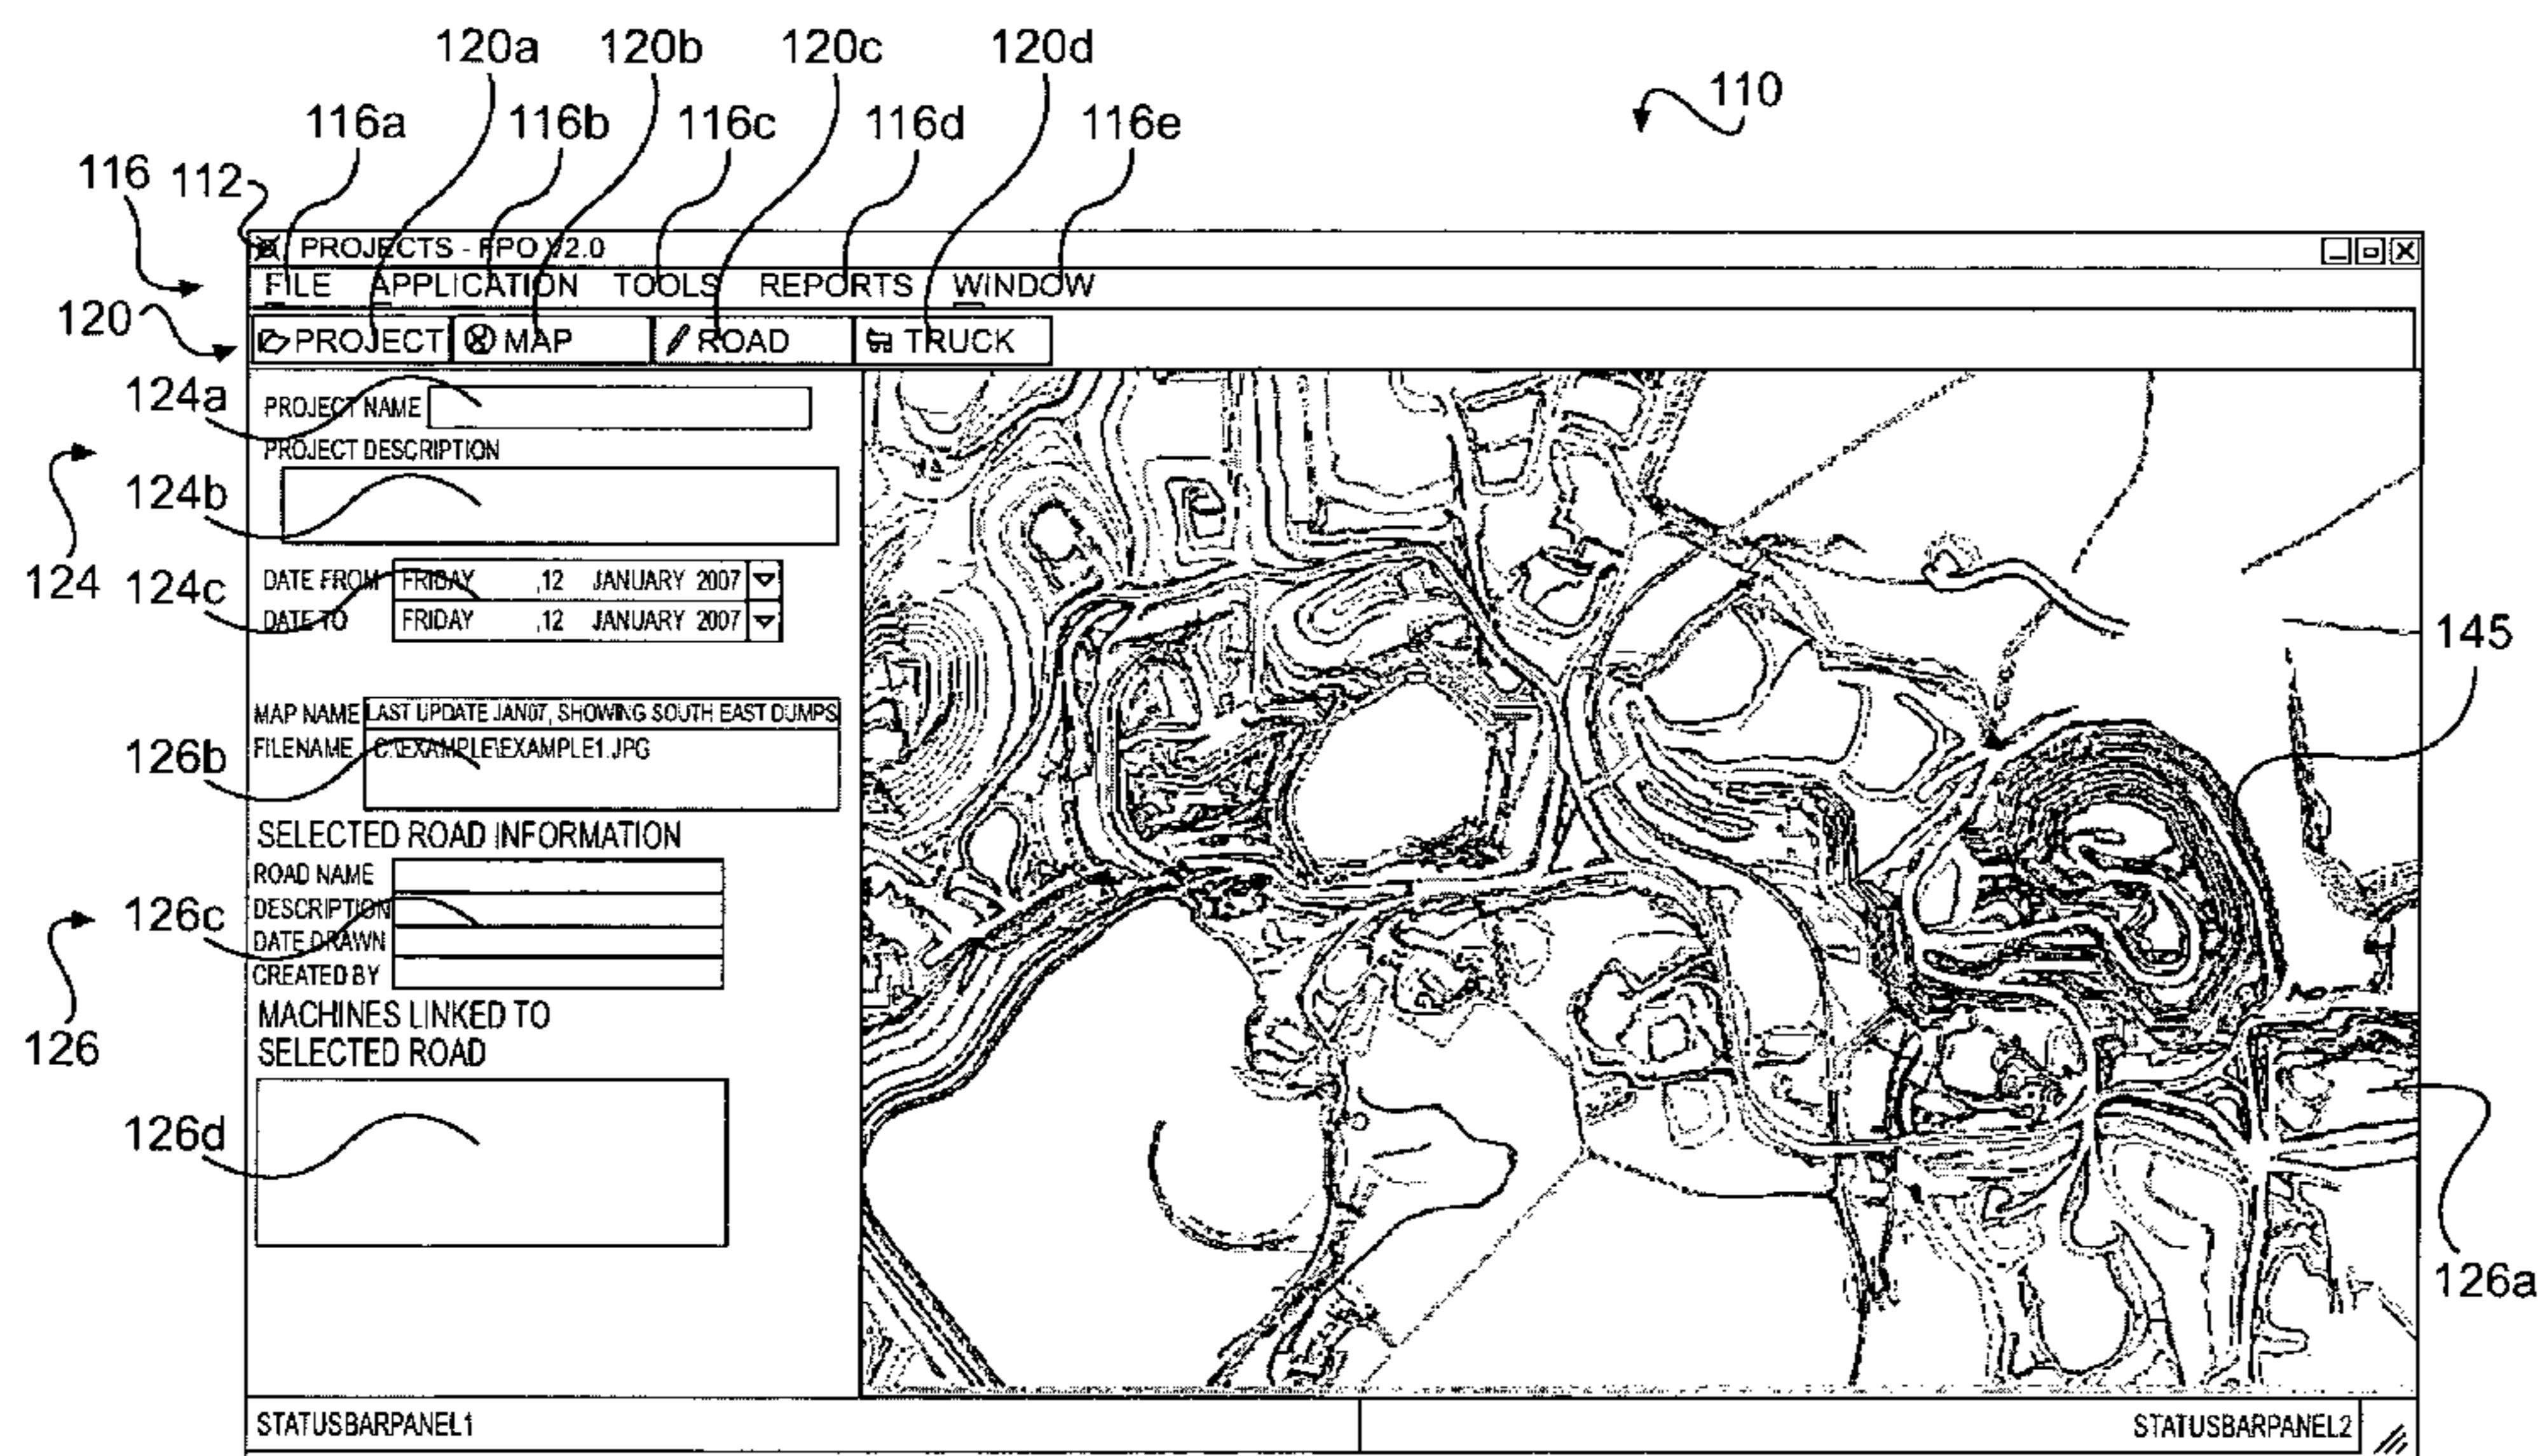 120a 120b 120c 120d
110
116a 116b 116c 116d 116e
116 112
PROJECTS - FPO V2.0
FILE APPLICATION TOOLS REPORTS WINDOW
120
PROJECT MAP ROAD TRUCK
124a
PROJECT NAME
PROJECT DESCRIPTION
124b
124
124c
DATE FROM FRIDAY ,12 JANUARY 2007
DATE TO FRIDAY ,12 JANUARY 2007
145
MAP NAME LAST UPDATE JAN07, SHOWING SOUTH EAST DUMPS
FILENAME C:\EXAMPLE\EXAMPLE1.JPG
126b
SELECTED ROAD INFORMATION
ROAD NAME
126c
DESCRIPTION
DATE DRAWN
CREATED BY
126
MACHINES LINKED TO
SELECTED ROAD
126d
126a
STATUSBARPANEL1 STATUSBARPANEL2